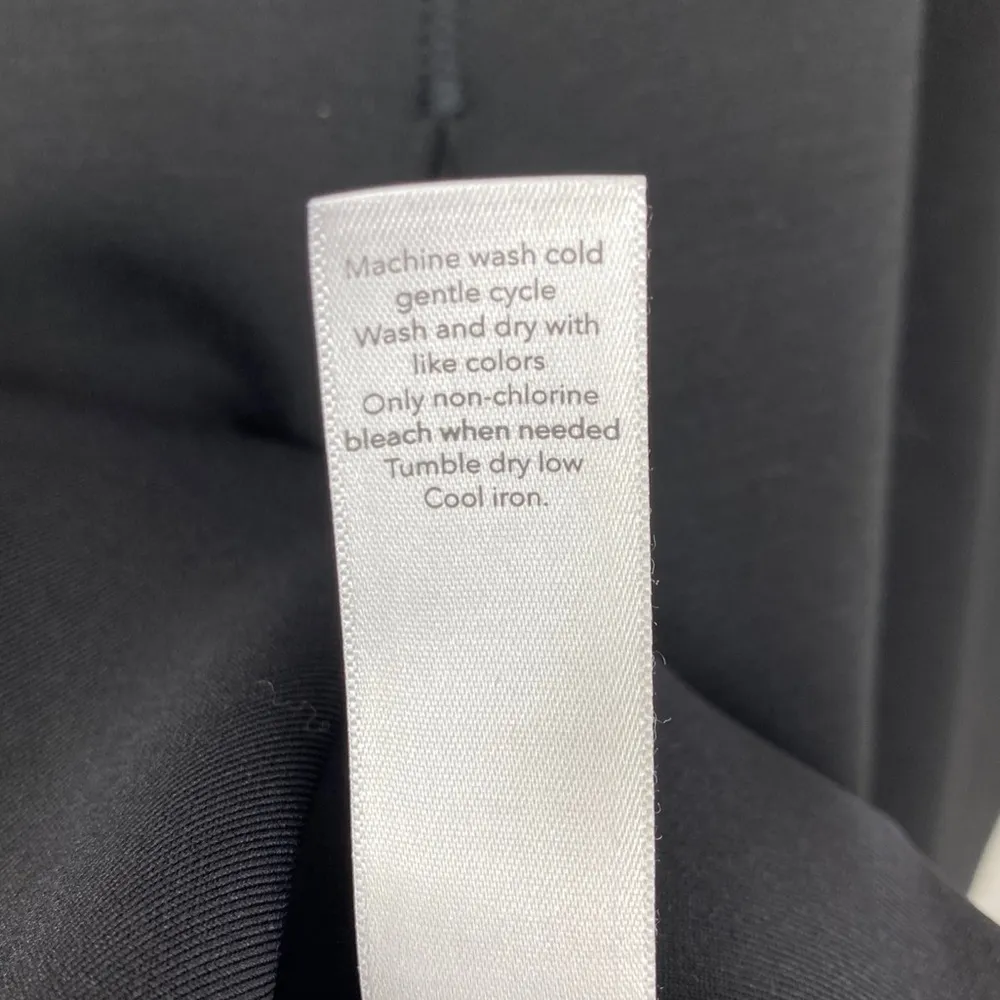 Machine wash cold
gentle cycle
Wash and dry with
like colors
Only non-chlorine
bleach when needed
Tumble dry low
Cool iron.